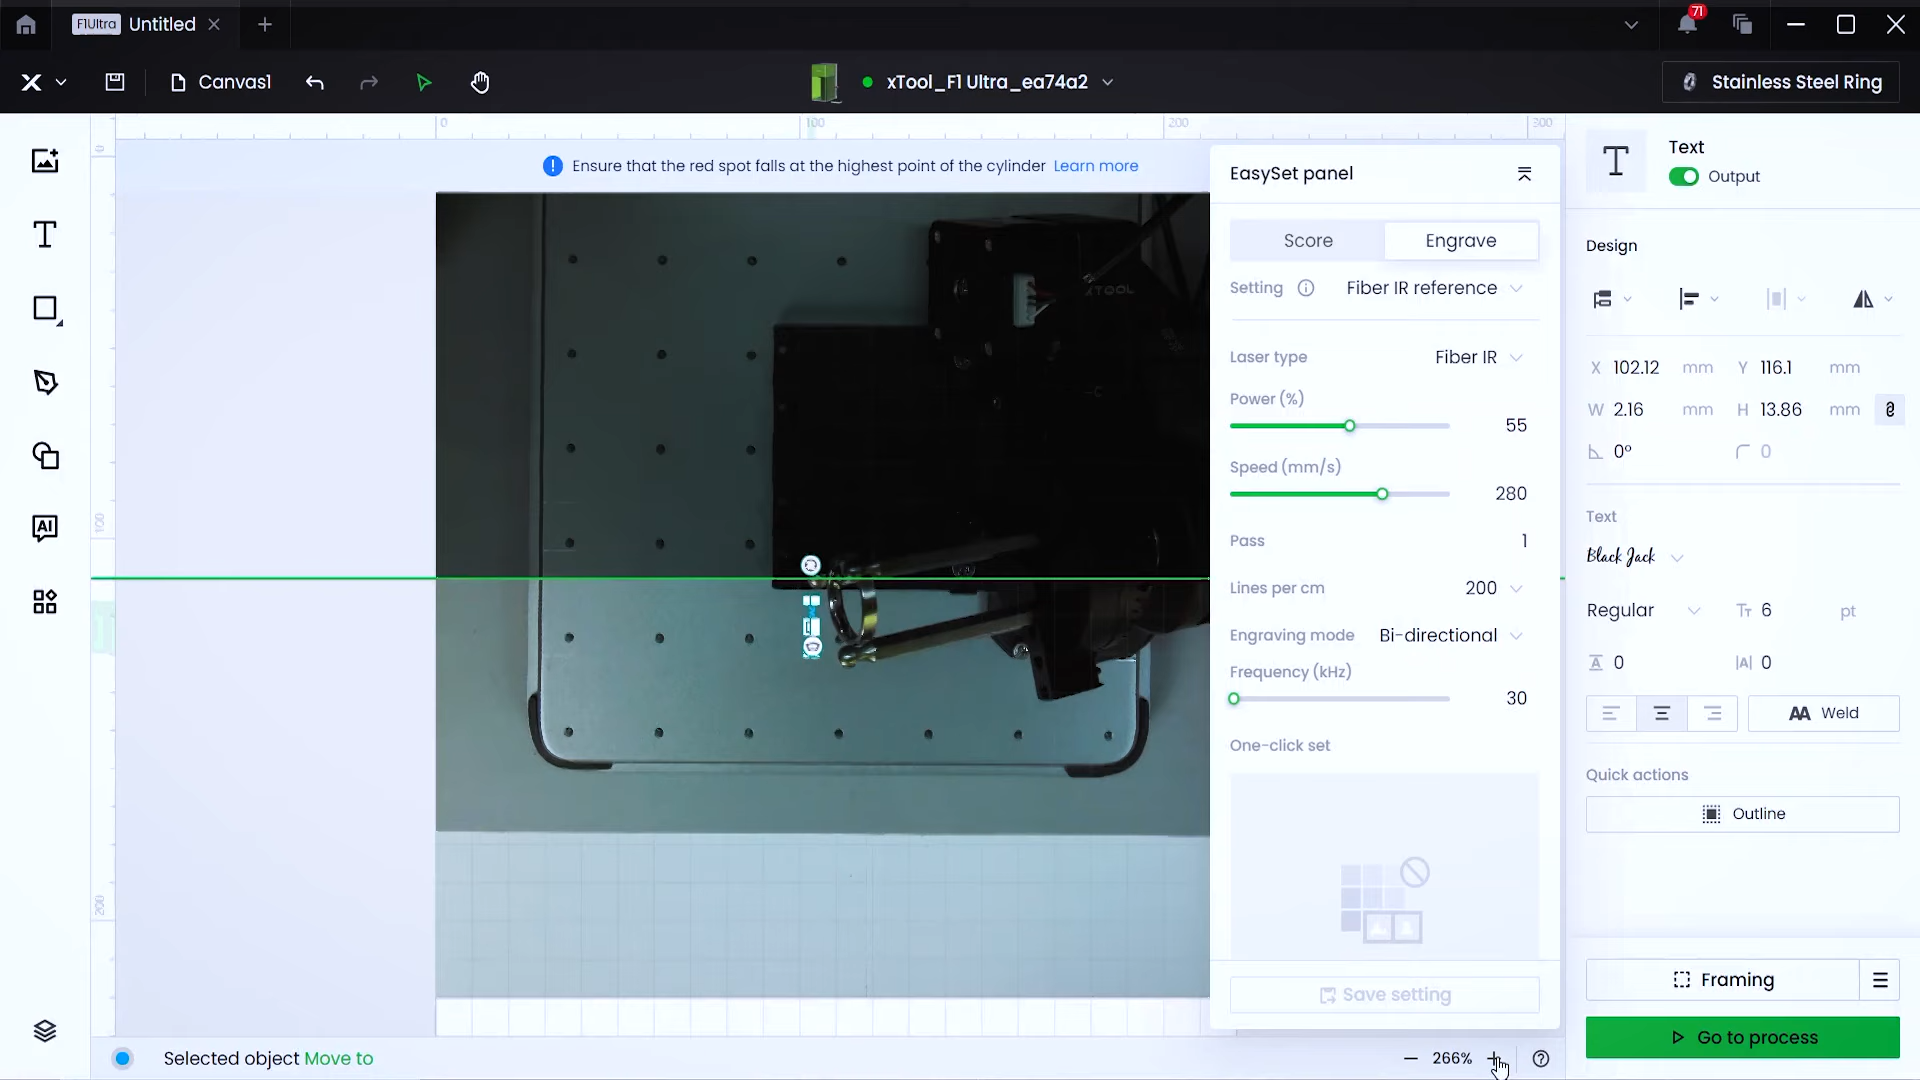 F1Ultra Untitled
71
Canvas1
xTool_F1 Ultra_ea74a2
Stainless Steel Ring
0 100 200 300
0
100
200
Ensure that the red spot falls at the highest point of the cylinder Learn more
XTOOL
EasySet panel
Score Engrave
Setting Fiber IR reference
Laser type Fiber IR
Power (%)
55
Speed (mm/s)
280
Pass 1
Lines per cm 200
Engraving mode Bi-directional
Frequency (kHz)
30
One-click set
Save setting
Text
Output
Design
X 102.12 mm Y 116.1 mm
W 2.16 mm H 13.86 mm
0° 0
Text
Black Jack
Regular 6 pt
0 0
Weld
Quick actions
Outline
Framing
Go to process
AI
Selected object Move to
266%